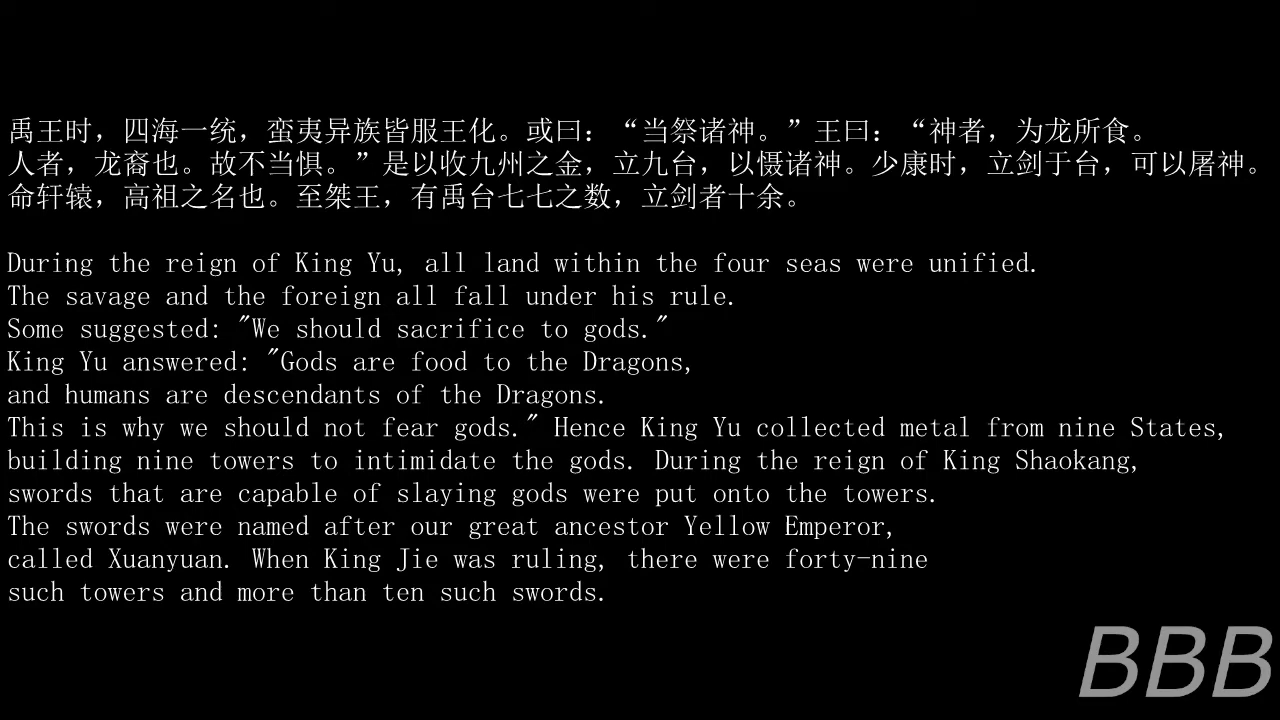 禹王时，四海一统，蛮夷异族皆服王化。或曰：“当祭诸神。”王曰：“神者，为龙所食。
人者，龙裔也。故不当惧。”是以收九州之金，立九台，以慑诸神。少康时，立剑于台，可以屠神。
命轩辕，高祖之名也。至桀王，有禹台七七之数，立剑者十余。
During the reign of King Yu, all land within the four seas were unified.
The savage and the foreign all fall under his rule.
Some suggested: "We should sacrifice to gods."
King Yu answered: "Gods are food to the Dragons,
and humans are descendants of the Dragons.
This is why we should not fear gods." Hence King Yu collected metal from nine States,
building nine towers to intimidate the gods. During the reign of King Shaokang,
swords that are capable of slaying gods were put onto the towers.
The swords were named after our great ancestor Yellow Emperor,
called Xuanyuan. When King Jie was ruling, there were forty-nine
such towers and more than ten such swords.
BBB